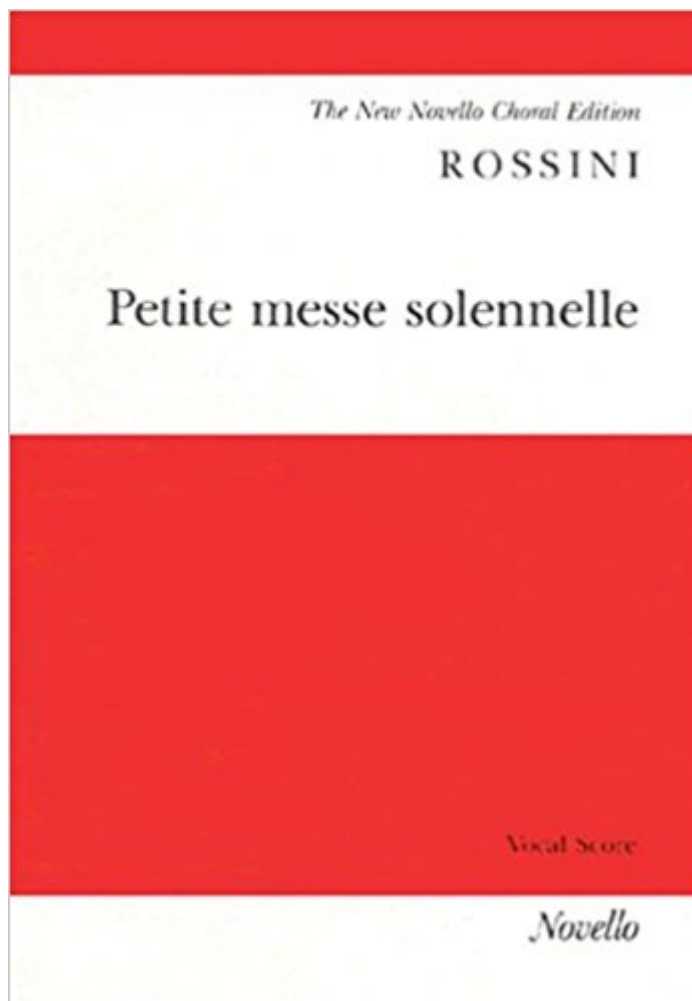 The New Novello Choral Edition
ROSSINI
Petite messe solennelle
Vocal Score
Novello